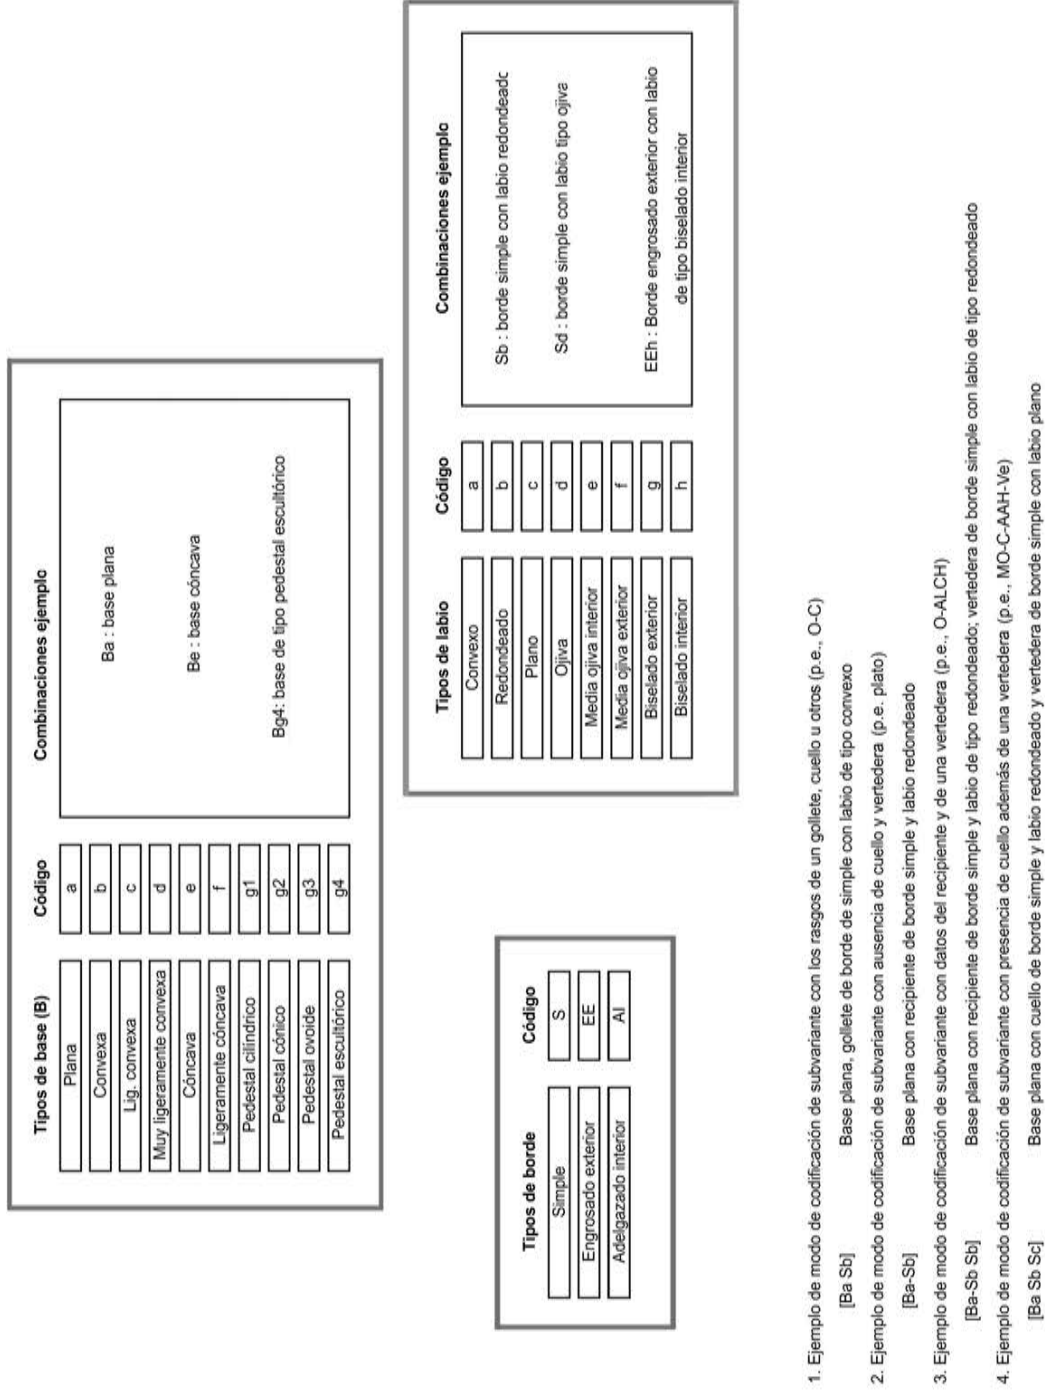 Tipos de base (B)
Código
Combinaciones ejemplo
Plana
a
Convexa
b
Lig. convexa
c
Muy ligeramente convexa
d
Cóncava
e
Ligeramente cóncava
f
Pedestal cilíndrico
g1
Pedestal cónico
g2
Pedestal ovoide
g3
Pedestal escultórico
g4
Ba : base plana
Be : base cóncava
Bg4: base de tipo pedestal escultórico
Tipos de borde
Código
Simple
S
Engrosado exterior
EE
Adelgazado interior
AI
Tipos de labio
Código
Combinaciones ejemplo
Convexo
a
Redondeado
b
Plano
c
Ojiva
d
Media ojiva interior
e
Media ojiva exterior
f
Biselado exterior
g
Biselado interior
h
Sb : borde simple con labio redondeado
Sd : borde simple con labio tipo ojiva
EEh : Borde engrosado exterior con labio
de tipo biselado interior
1. Ejemplo de modo de codificación de subvariante con los rasgos de un gollete, cuello u otros (p.e., O-C)
[Ba Sb] Base plana, gollete de borde de simple con labio de tipo convexo
2. Ejemplo de modo de codificación de subvariante con ausencia de cuello y vertedera (p.e. plato)
[Ba-Sb] Base plana con recipiente de borde simple y labio redondeado
3. Ejemplo de modo de codificación de subvariante con datos del recipiente y de una vertedera (p.e., O-ALCH)
[Ba-Sb Sb] Base plana con recipiente de borde simple y labio de tipo redondeado; vertedera de borde simple con labio de tipo redondeado
4. Ejemplo de modo de codificación de subvariante con presencia de cuello además de una vertedera (p.e., MO-C-AAH-Ve)
[Ba Sb Sc] Base plana con cuello de borde simple y labio redondeado y vertedera de borde simple con labio plano